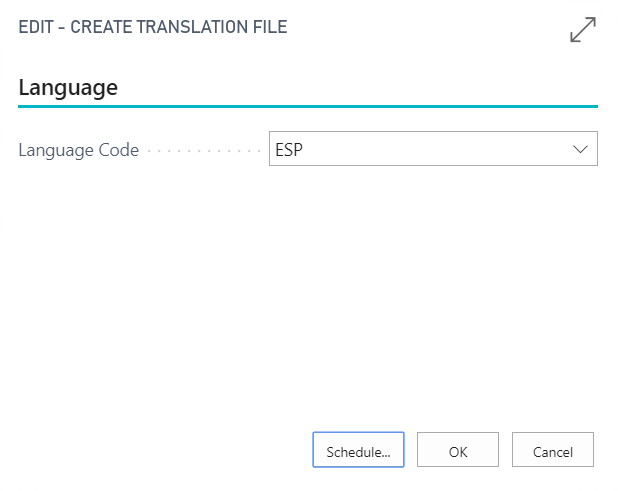 EDIT - CREATE TRANSLATION FILE
Language
Language Code ESP
Schedule... OK Cancel